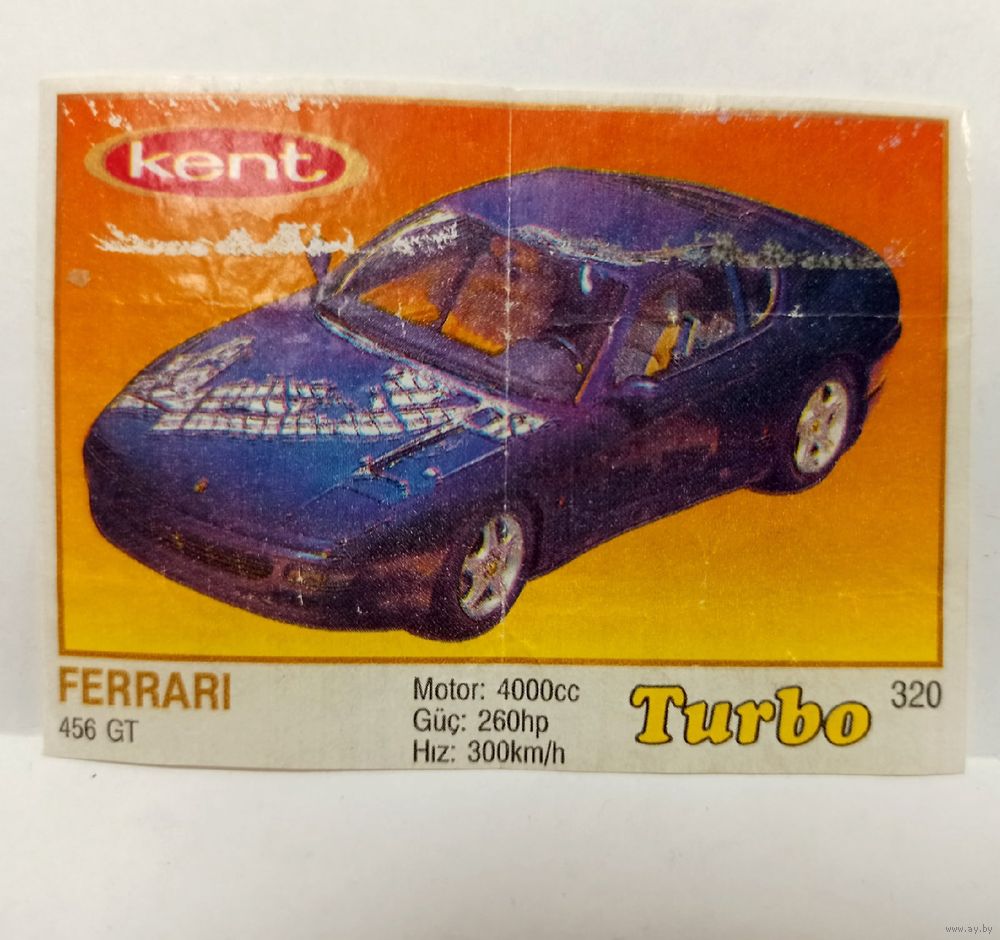 kent
FERRARI
456 GT
Motor: 4000cc
Güç: 260hp
Hız: 300km/h
Turbo
320
www.ay.by